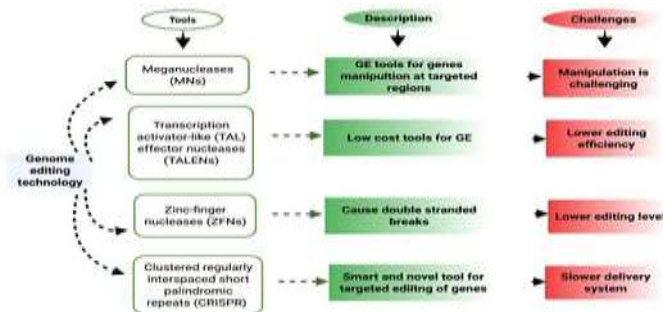 Tools
Description
Challenges
Meganucleases
(MNs)
GE tools for genes
manipultion at targeted
regions
Manipulation is
challenging
Transcription
activator-like (TAL)
effector nucleases
(TALENs)
Low cost tools for GE
Lower editing
efficiency
Genome
editing
technology
Zinc-finger
nucleases (ZFNs)
Cause double stranded
breaks
Lower editing level
Clustered regularly
interspaced short
palindromic
repeats (CRISPR)
Smart and novel tool for
targeted editing of genes
Slower delivery
system